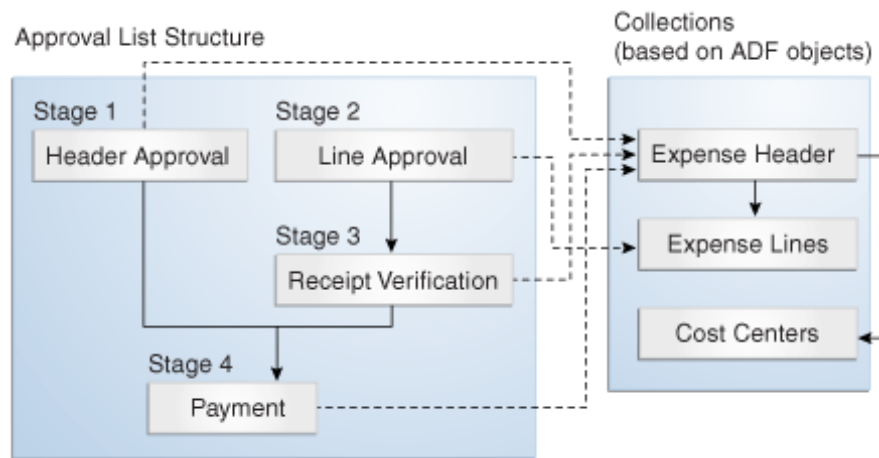 Approval List Structure
Collections
(based on ADF objects)
Stage 1
Header Approval
Stage 2
Line Approval
Stage 3
Receipt Verification
Stage 4
Payment
Expense Header
Expense Lines
Cost Centers